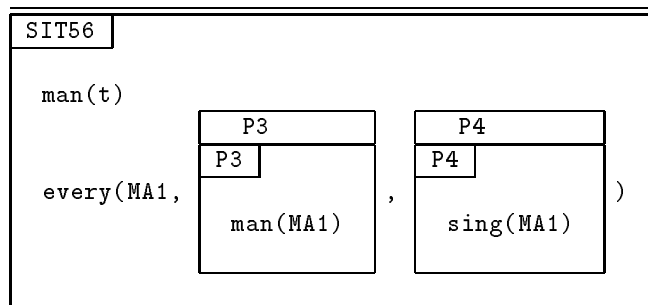 SIT56
man(t)
P3 P4
P3 P4
every(MA1, , )
man(MA1) sing(MA1)